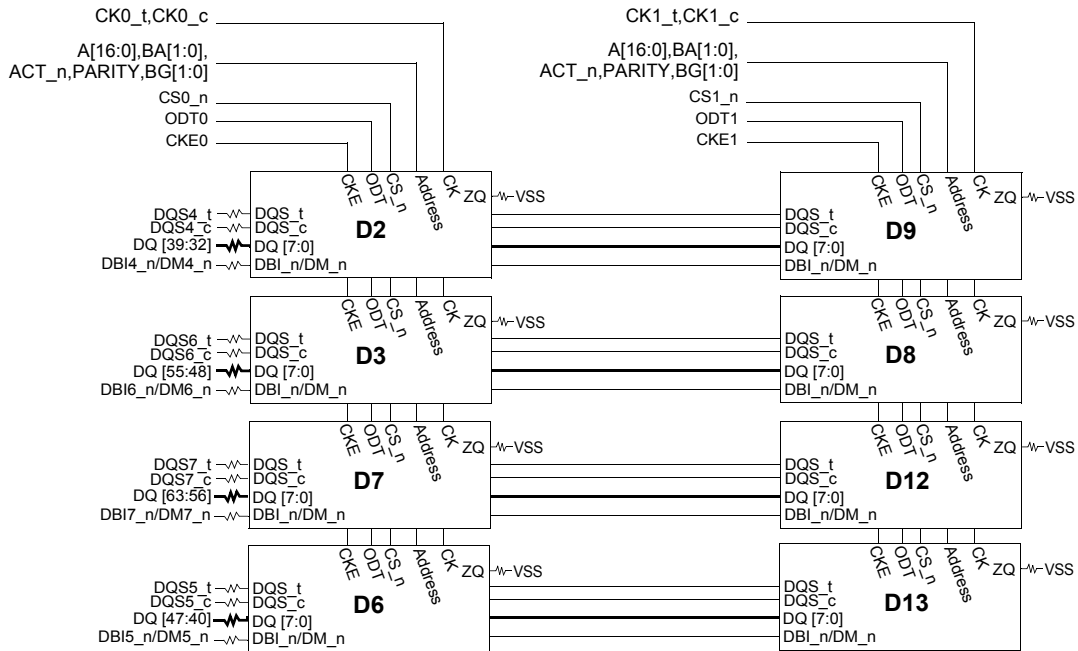 CK0_t,CK0_c
A[16:0],BA[1:0],
ACT_n,PARITY,BG[1:0]
CS0_n
ODT0
CKE0
CK1_t,CK1_c
A[16:0],BA[1:0],
ACT_n,PARITY,BG[1:0]
CS1_n
ODT1
CKE1
DQS4_t
DQS4_c
DQ [39:32]
DBI4_n/DM4_n
DQS_t
DQS_c
DQ [7:0]
DBI_n/DM_n
CKE
ODT
CS_n
Address
CK
ZQ
VSS
D2
DQS_t
DQS_c
DQ [7:0]
DBI_n/DM_n
CKE
ODT
CS_n
Address
CK
ZQ
VSS
D9
DQS6_t
DQS6_c
DQ [55:48]
DBI6_n/DM6_n
DQS_t
DQS_c
DQ [7:0]
DBI_n/DM_n
CKE
ODT
CS_n
Address
CK
ZQ
VSS
D3
DQS_t
DQS_c
DQ [7:0]
DBI_n/DM_n
CKE
ODT
CS_n
Address
CK
ZQ
VSS
D8
DQS7_t
DQS7_c
DQ [63:56]
DBI7_n/DM7_n
DQS_t
DQS_c
DQ [7:0]
DBI_n/DM_n
CKE
ODT
CS_n
Address
CK
ZQ
VSS
D7
DQS_t
DQS_c
DQ [7:0]
DBI_n/DM_n
CKE
ODT
CS_n
Address
CK
ZQ
VSS
D12
DQS5_t
DQS5_c
DQ [47:40]
DBI5_n/DM5_n
DQS_t
DQS_c
DQ [7:0]
DBI_n/DM_n
CKE
ODT
CS_n
Address
CK
ZQ
VSS
D6
DQS_t
DQS_c
DQ [7:0]
DBI_n/DM_n
CKE
ODT
CS_n
Address
CK
ZQ
VSS
D13